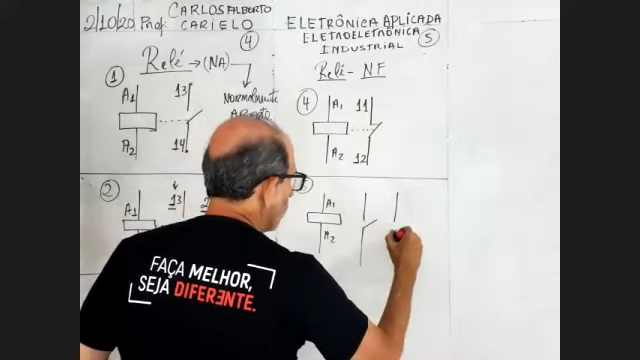 2/10/20 Prof: CARLOS ALBERTO
CARIELO
4
ELETRÔNICA APLICADA
ELETROELETRÔNICA
INDUSTRIAL
5
Relé → (NA)
NORMALMENTE
Relé - NF
1
A1
13
A2
14
4
A1
11
A2
12
2
A1
13
A1
A2
FAÇA MELHOR,
SEJA DIFERENTE.